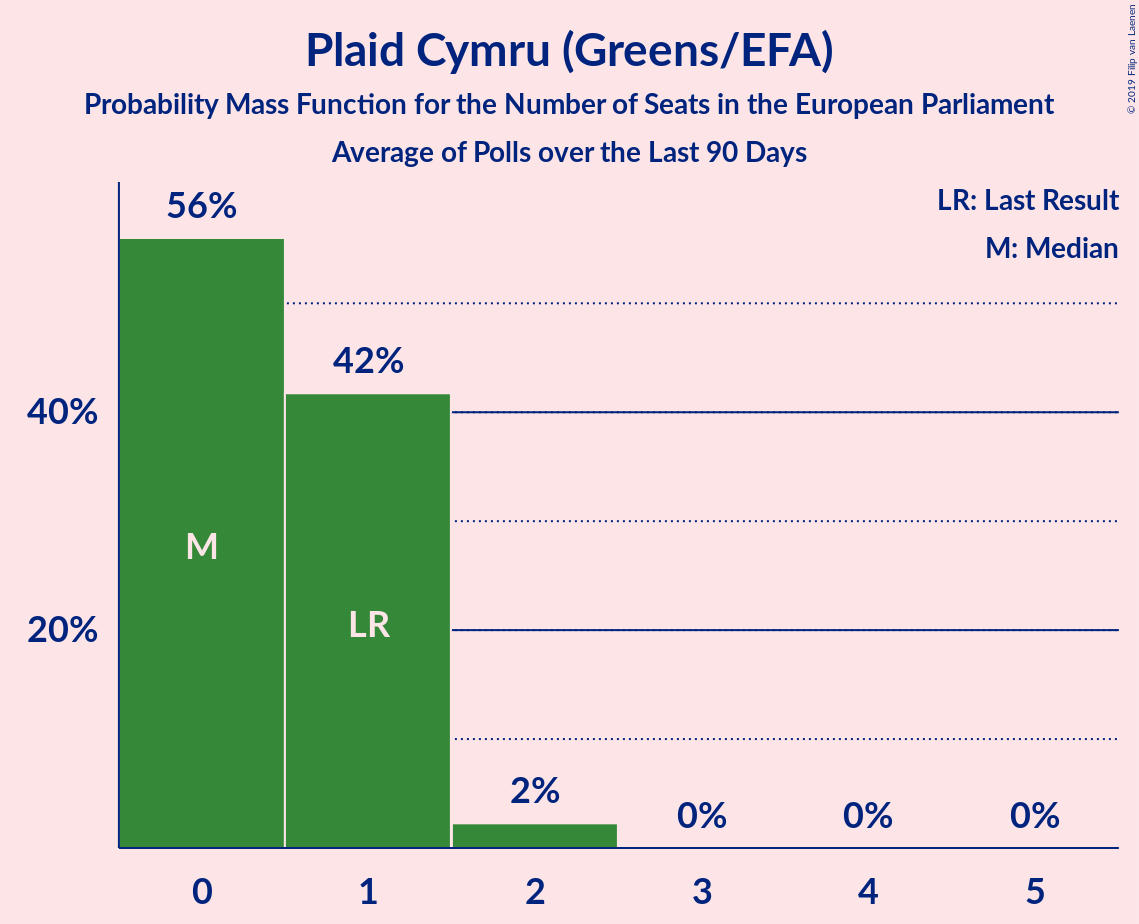 Plaid Cymru (Greens/EFA)
Probability Mass Function for the Number of Seats in the European Parliament
Average of Polls over the Last 90 Days
© 2019 Filip van Laenen
LR: Last Result
M: Median
56%
42%
40%
M
LR
20%
2%
0%
0%
0%
0
1
2
3
4
5